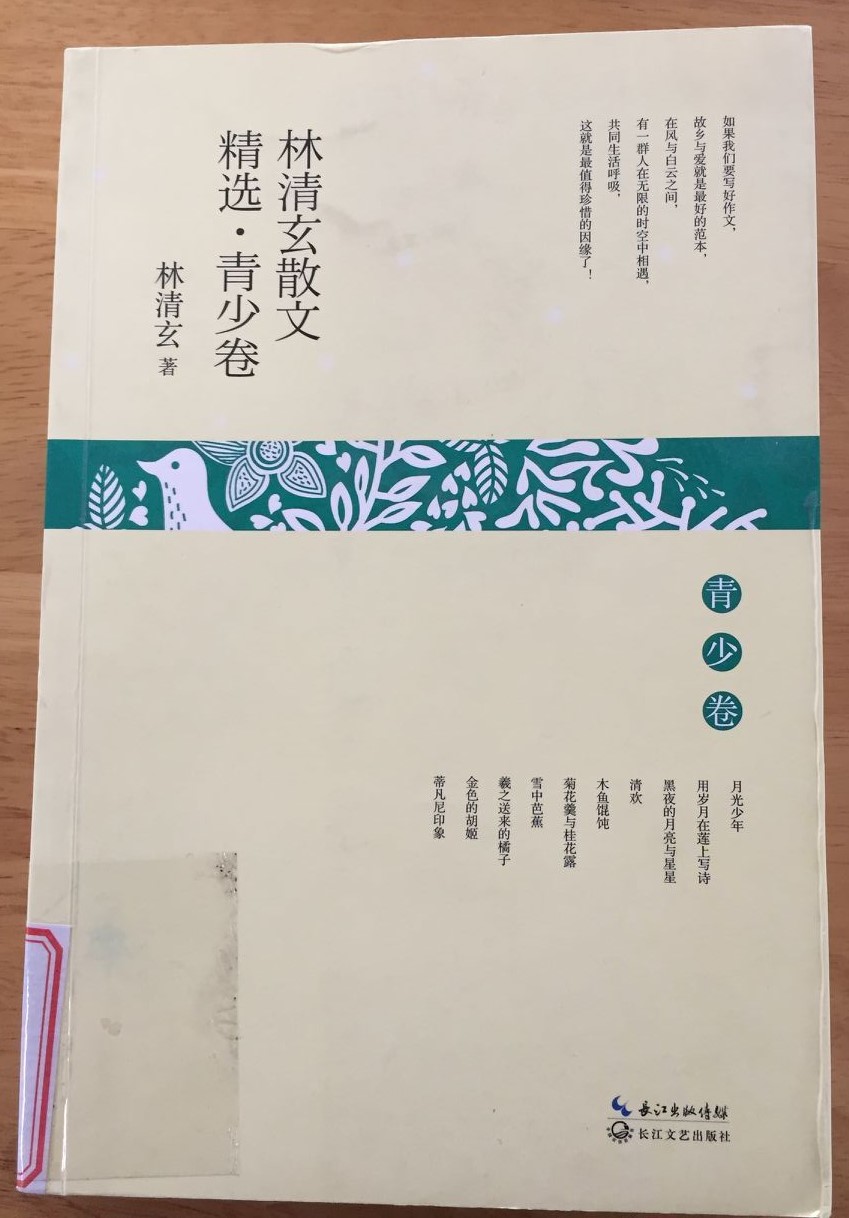 如果我们要写好作文，
故乡与爱就是最好的范本，
在风与白云之间，
有一群人在无限的时空中相遇，
共同生活呼吸，
这就是最值得珍惜的因缘了！
林清玄散文
精选·青少卷
林清玄 著
青少卷
月光少年
用岁月在莲上写诗
黑夜的月亮与星星
清欢
木鱼馄饨
菊花羹与桂花露
雪中芭蕉
羲之送来的橘子
金色的胡姬
蒂凡尼印象
长江出版传媒
长江文艺出版社